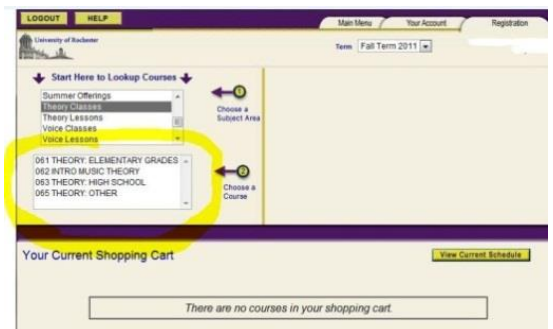 LOGOUT HELP
Main Menu Your Account Registration
University of Rochester
Term Fall Term 2011
Start Here to Lookup Courses
Summer Offerings
Theory Classes
Theory Lessons
Voice Classes
Voice Lessons
1
Choose a
Subject Area
061 THEORY: ELEMENTARY GRADES
062 INTRO MUSIC THEORY
063 THEORY: HIGH SCHOOL
065 THEORY: OTHER
2
Choose a
Course
Your Current Shopping Cart
View Current Schedule
There are no courses in your shopping cart.